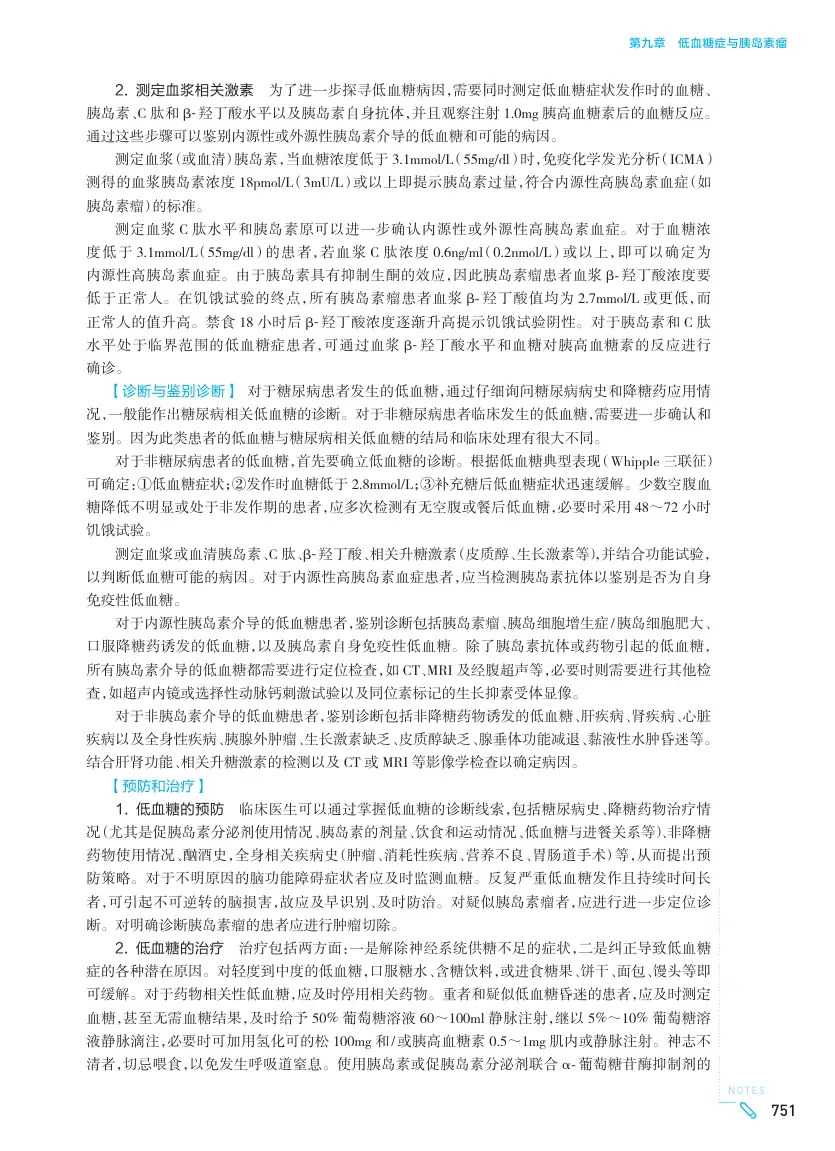 第九章　低血糖症与胰岛素瘤
2. 测定血浆相关激素　为了进一步探寻低血糖病因,需要同时测定低血糖症状发作时的血糖、
胰岛素、C 肽和 β- 羟丁酸水平以及胰岛素自身抗体,并且观察注射 1.0mg 胰高血糖素后的血糖反应。
通过这些步骤可以鉴别内源性或外源性胰岛素介导的低血糖和可能的病因。
测定血浆(或血清)胰岛素,当血糖浓度低于 3.1mmol/L(55mg/dl)时,免疫化学发光分析(ICMA)
测得的血浆胰岛素浓度 18pmol/L(3mU/L)或以上即提示胰岛素过量,符合内源性高胰岛素血症(如
胰岛素瘤)的标准。
测定血浆 C 肽水平和胰岛素原可以进一步确认内源性或外源性高胰岛素血症。对于血糖浓
度低于 3.1mmol/L(55mg/dl)的患者,若血浆 C 肽浓度 0.6ng/ml(0.2nmol/L)或以上,即可以确定为
内源性高胰岛素血症。由于胰岛素具有抑制生酮的效应,因此胰岛素瘤患者血浆 β- 羟丁酸浓度要
低于正常人。在饥饿试验的终点,所有胰岛素瘤患者血浆 β- 羟丁酸值均为 2.7mmol/L 或更低,而
正常人的值升高。禁食 18 小时后 β- 羟丁酸浓度逐渐升高提示饥饿试验阴性。对于胰岛素和 C 肽
水平处于临界范围的低血糖症患者,可通过血浆 β- 羟丁酸水平和血糖对胰高血糖素的反应进行
确诊。
【诊断与鉴别诊断】 对于糖尿病患者发生的低血糖,通过仔细询问糖尿病病史和降糖药应用情
况,一般能作出糖尿病相关低血糖的诊断。对于非糖尿病患者临床发生的低血糖,需要进一步确认和
鉴别。因为此类患者的低血糖与糖尿病相关低血糖的结局和临床处理有很大不同。
对于非糖尿病患者的低血糖,首先要确立低血糖的诊断。根据低血糖典型表现(Whipple 三联征)
可确定:①低血糖症状;②发作时血糖低于 2.8mmol/L;③补充糖后低血糖症状迅速缓解。少数空腹血
糖降低不明显或处于非发作期的患者,应多次检测有无空腹或餐后低血糖,必要时采用 48～72 小时
饥饿试验。
测定血浆或血清胰岛素、C 肽、β- 羟丁酸、相关升糖激素(皮质醇、生长激素等),并结合功能试验,
以判断低血糖可能的病因。对于内源性高胰岛素血症患者,应当检测胰岛素抗体以鉴别是否为自身
免疫性低血糖。
对于内源性胰岛素介导的低血糖患者,鉴别诊断包括胰岛素瘤、胰岛细胞增生症/胰岛细胞肥大、
口服降糖药诱发的低血糖,以及胰岛素自身免疫性低血糖。除了胰岛素抗体或药物引起的低血糖,
所有胰岛素介导的低血糖都需要进行定位检查,如 CT、MRI 及经腹超声等,必要时则需要进行其他检
查,如超声内镜或选择性动脉钙刺激试验以及同位素标记的生长抑素受体显像。
对于非胰岛素介导的低血糖患者,鉴别诊断包括非降糖药物诱发的低血糖、肝疾病、肾疾病、心脏
疾病以及全身性疾病、胰腺外肿瘤、生长激素缺乏、皮质醇缺乏、腺垂体功能减退、黏液性水肿昏迷等。
结合肝肾功能、相关升糖激素的检测以及 CT 或 MRI 等影像学检查以确定病因。
【预防和治疗】
1. 低血糖的预防　临床医生可以通过掌握低血糖的诊断线索,包括糖尿病史、降糖药物治疗情
况(尤其是促胰岛素分泌剂使用情况、胰岛素的剂量、饮食和运动情况、低血糖与进餐关系等)、非降糖
药物使用情况、酗酒史,全身相关疾病史(肿瘤、消耗性疾病、营养不良、胃肠道手术)等,从而提出预
防策略。对于不明原因的脑功能障碍症状者应及时监测血糖。反复严重低血糖发作且持续时间长
者,可引起不可逆转的脑损害,故应及早识别、及时防治。对疑似胰岛素瘤者,应进行进一步定位诊
断。对明确诊断胰岛素瘤的患者应进行肿瘤切除。
2. 低血糖的治疗　治疗包括两方面:一是解除神经系统供糖不足的症状,二是纠正导致低血糖
症的各种潜在原因。对轻度到中度的低血糖,口服糖水、含糖饮料,或进食糖果、饼干、面包、馒头等即
可缓解。对于药物相关性低血糖,应及时停用相关药物。重者和疑似低血糖昏迷的患者,应及时测定
血糖,甚至无需血糖结果,及时给予 50% 葡萄糖溶液 60～100ml 静脉注射,继以 5%～10% 葡萄糖溶
液静脉滴注,必要时可加用氢化可的松 100mg 和/或胰高血糖素 0.5～1mg 肌内或静脉注射。神志不
清者,切忌喂食,以免发生呼吸道窒息。使用胰岛素或促胰岛素分泌剂联合 α- 葡萄糖苷酶抑制剂的
NOTES
751